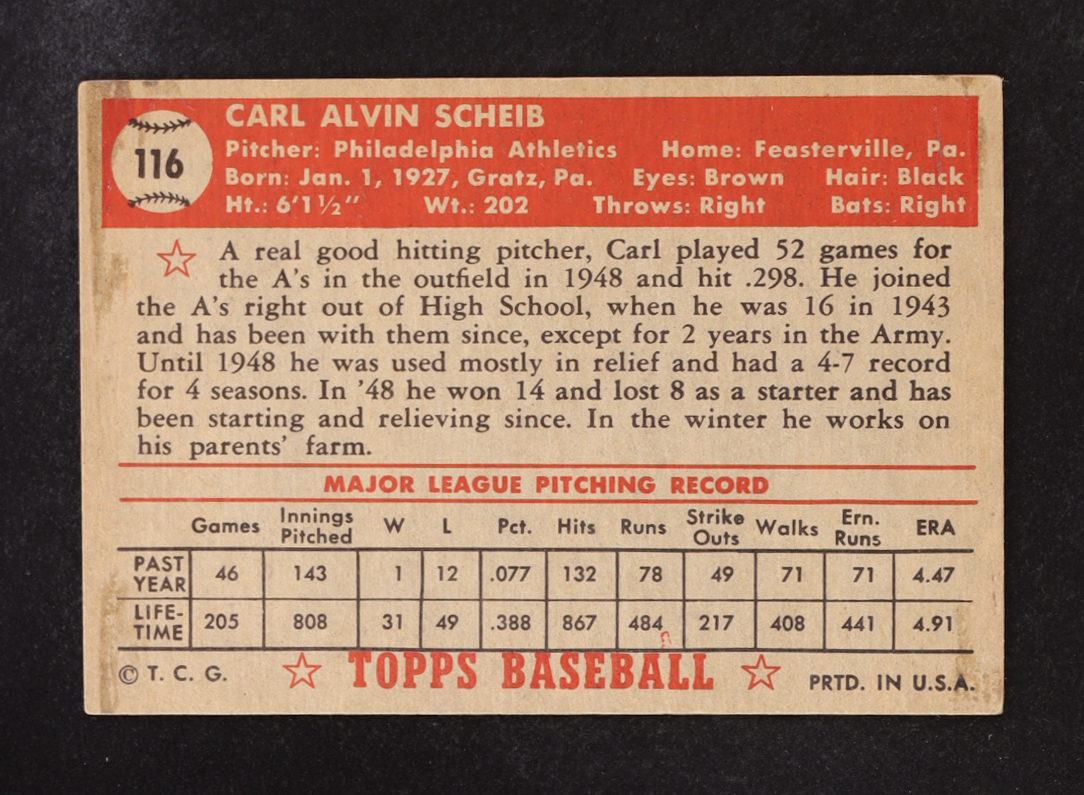 116
CARL ALVIN SCHEIB
Pitcher: Philadelphia Athletics Home: Feasterville, Pa.
Born: Jan. 1, 1927, Gratz, Pa. Eyes: Brown Hair: Black
Ht.: 6'1½" Wt.: 202 Throws: Right Bats: Right
A real good hitting pitcher, Carl played 52 games for
the A's in the outfield in 1948 and hit .298. He joined
the A's right out of High School, when he was 16 in 1943
and has been with them since, except for 2 years in the Army.
Until 1948 he was used mostly in relief and had a 4-7 record
for 4 seasons. In '48 he won 14 and lost 8 as a starter and has
been starting and relieving since. In the winter he works on
his parents' farm.
MAJOR LEAGUE PITCHING RECORD
Games Innings Pitched W L Pct. Hits Runs Strike Outs Walks Ern. Runs ERA
PAST YEAR 46 143 1 12 .077 132 78 49 71 71 4.47
LIFE-TIME 205 808 31 49 .388 867 484 217 408 441 4.91
© T. C. G. TOPPS BASEBALL PRTD. IN U.S.A.